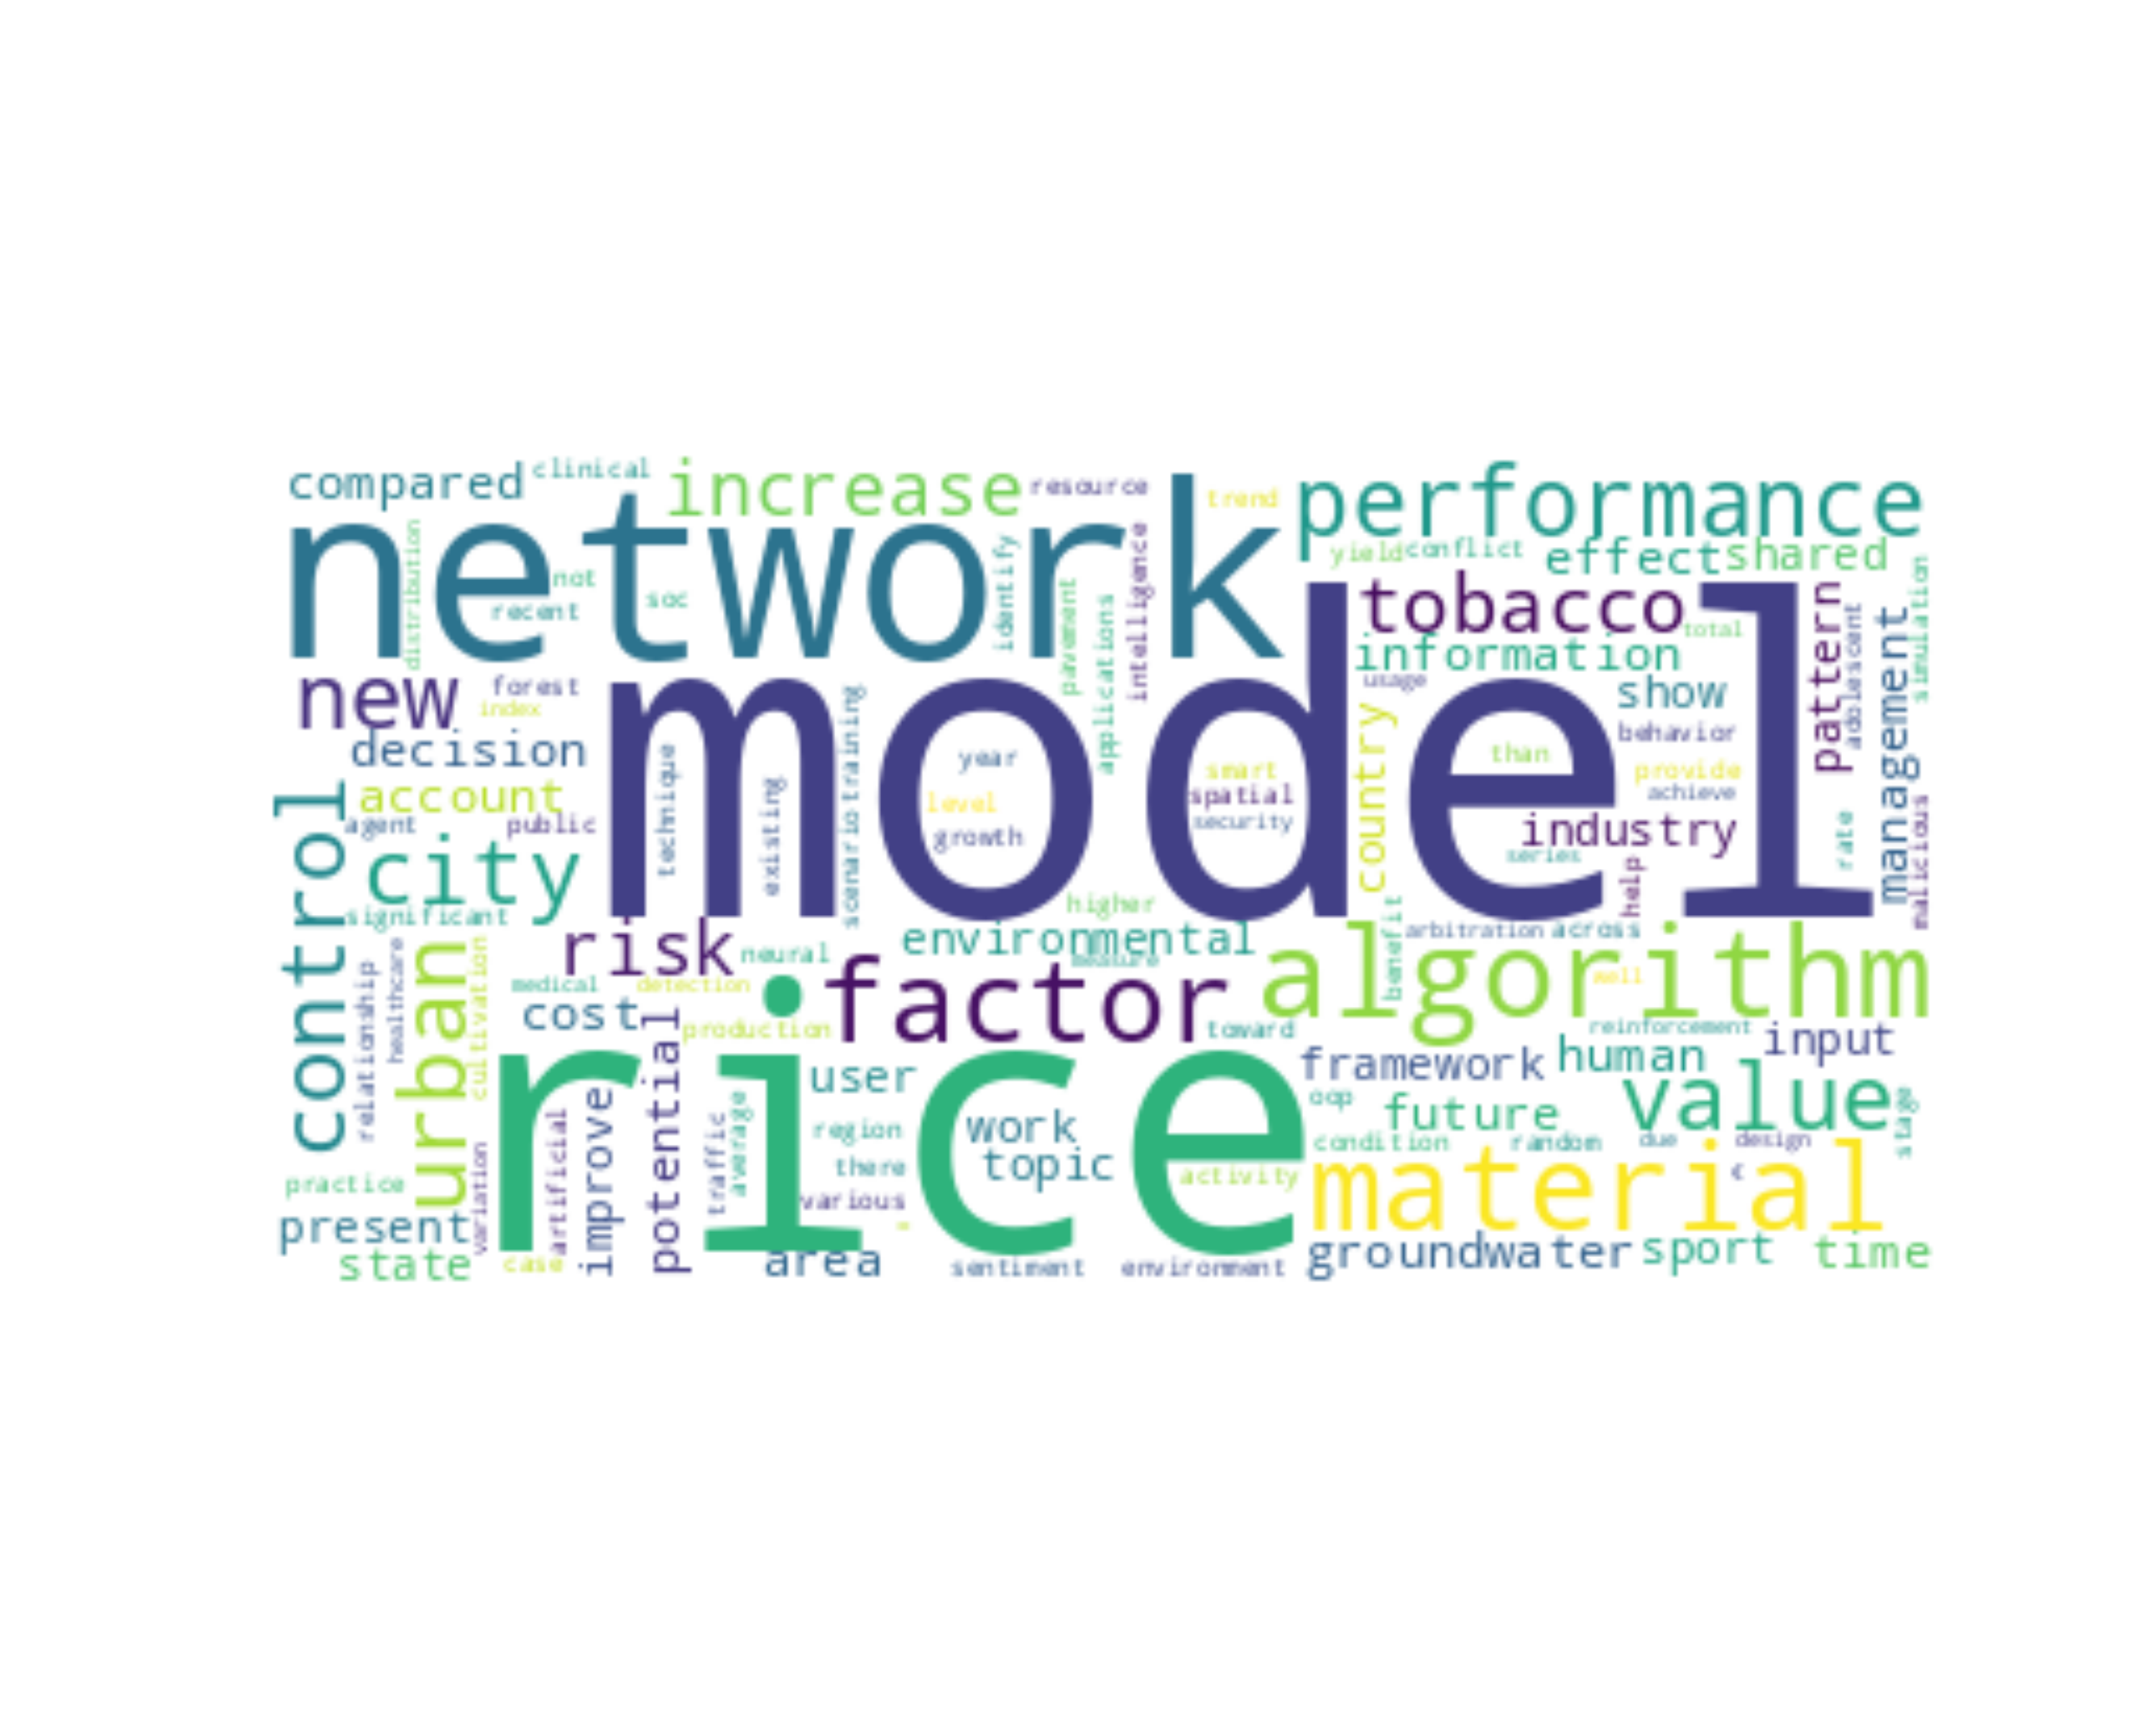 compared
clinical
increase
resource
trend
performance
network
distribution
not
recent
soc
identify
pavement
applications
intelligence
yield
conflict
effect
shared
simulation
tobacco
total
information
usage
show
pattern
adolescent
management
new
forest
index
decision
model
technique
existing
scenario
training
year
level
growth
smart
spatial
security
country
than
behavior
provide
achieve
industry
series
help
rate
malicious
control
account
agent
public
city
significant
higher
risk
neural
environmental
measure
benefit
arbitration
across
algorithm
well
relationship
healthcare
urban
cultivation
medical
detection
cost
production
factor
toward
reinforcement
input
framework
human
potential
rice
user
improve
artificial
variation
traffic
average
region
there
various
work
topic
activity
oop
future
value
stage
condition
random
due
design
c
material
practice
present
state
case
area
sentiment
environment
groundwater
sport
time